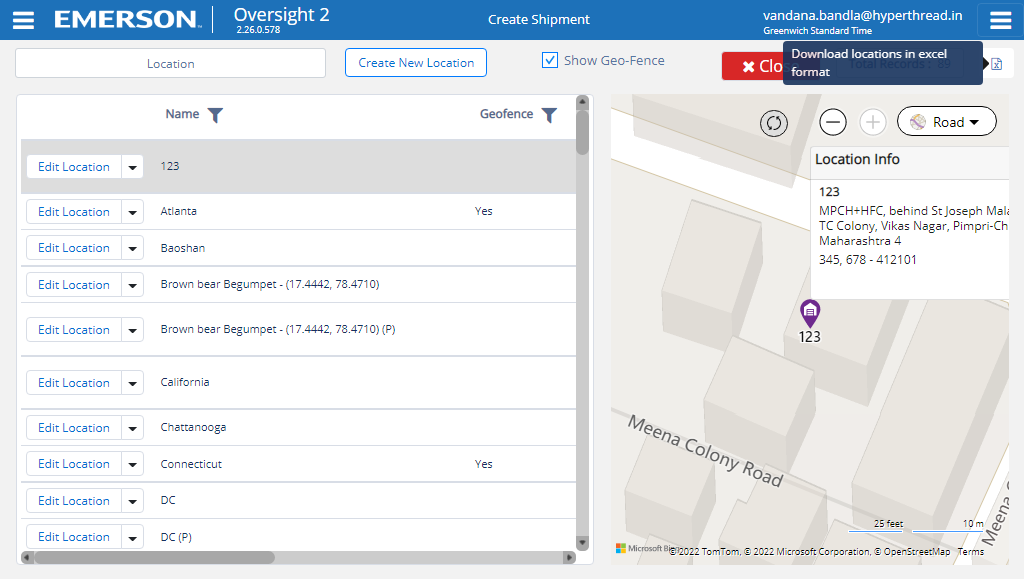 EMERSON
Oversight 2
2.26.0.578
Create Shipment
vandana.bandla@hyperthread.in
Greenwich Standard Time
Location
Create New Location
Show Geo-Fence
Clos
Download locations in excel
format
Name
Geofence
Edit Location 123
Edit Location Atlanta Yes
Edit Location Baoshan
Edit Location Brown bear Begumpet - (17.4442, 78.4710)
Edit Location Brown bear Begumpet - (17.4442, 78.4710) (P)
Edit Location California
Edit Location Chattanooga
Edit Location Connecticut Yes
Edit Location DC
Edit Location DC (P)
Road
Location Info
123
MPCH+HFC, behind St Joseph Mala
TC Colony, Vikas Nagar, Pimpri-Ch
Maharashtra 4
345, 678 - 412101
123
Meena Colony Road
Meena
25 feet
10 m
Microsoft Bi
© 2022 TomTom, © 2022 Microsoft Corporation, © OpenStreetMap Terms